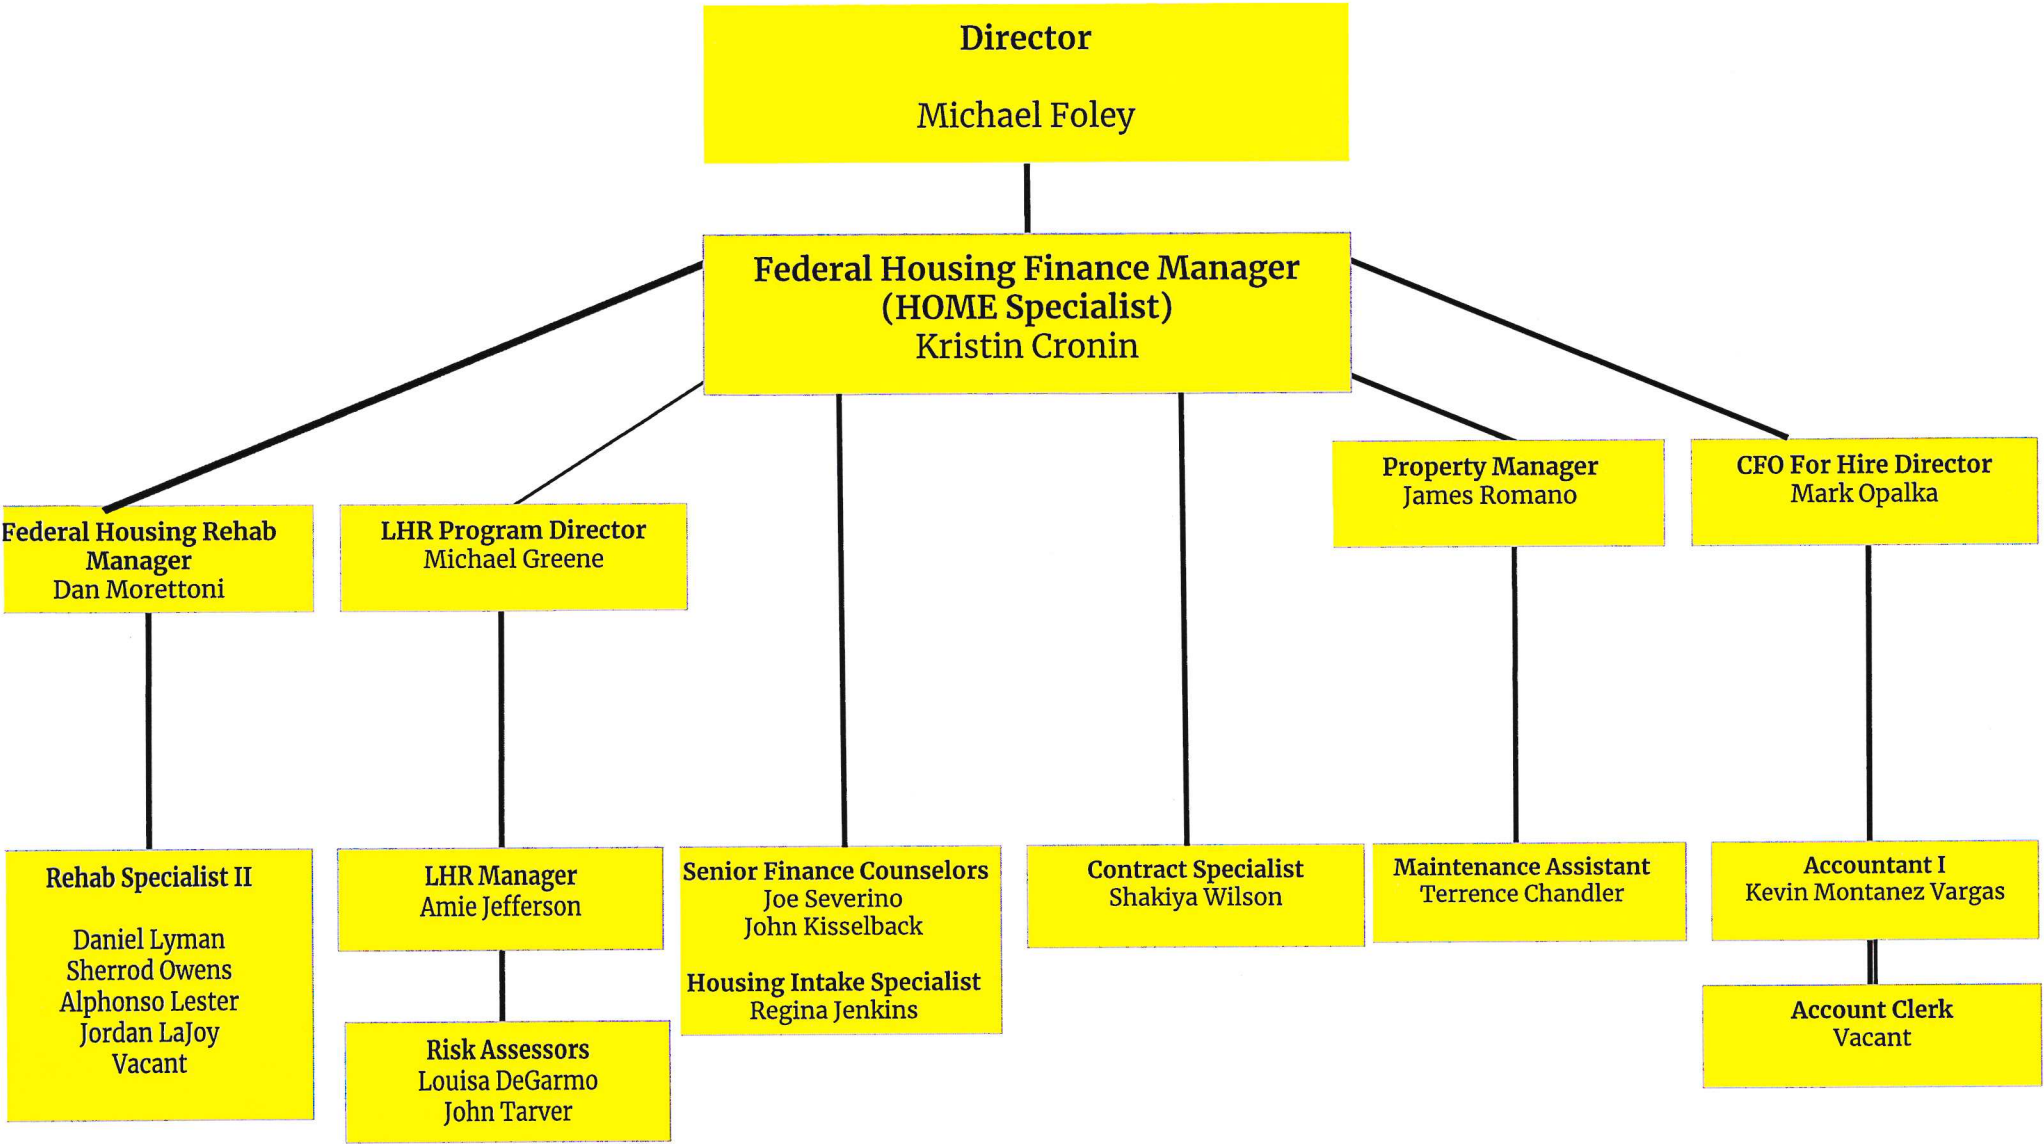 Director
Michael Foley
Federal Housing Finance Manager
(HOME Specialist)
Kristin Cronin
Federal Housing Rehab
Manager
Dan Morettoni
LHR Program Director
Michael Greene
Property Manager
James Romano
CFO For Hire Director
Mark Opalka
Rehab Specialist II
Daniel Lyman
Sherrod Owens
Alphonso Lester
Jordan LaJoy
Vacant
LHR Manager
Amie Jefferson
Risk Assessors
Louisa DeGarmo
John Tarver
Senior Finance Counselors
Joe Severino
John Kisselback
Housing Intake Specialist
Regina Jenkins
Contract Specialist
Shakiya Wilson
Maintenance Assistant
Terrence Chandler
Accountant I
Kevin Montanez Vargas
Account Clerk
Vacant